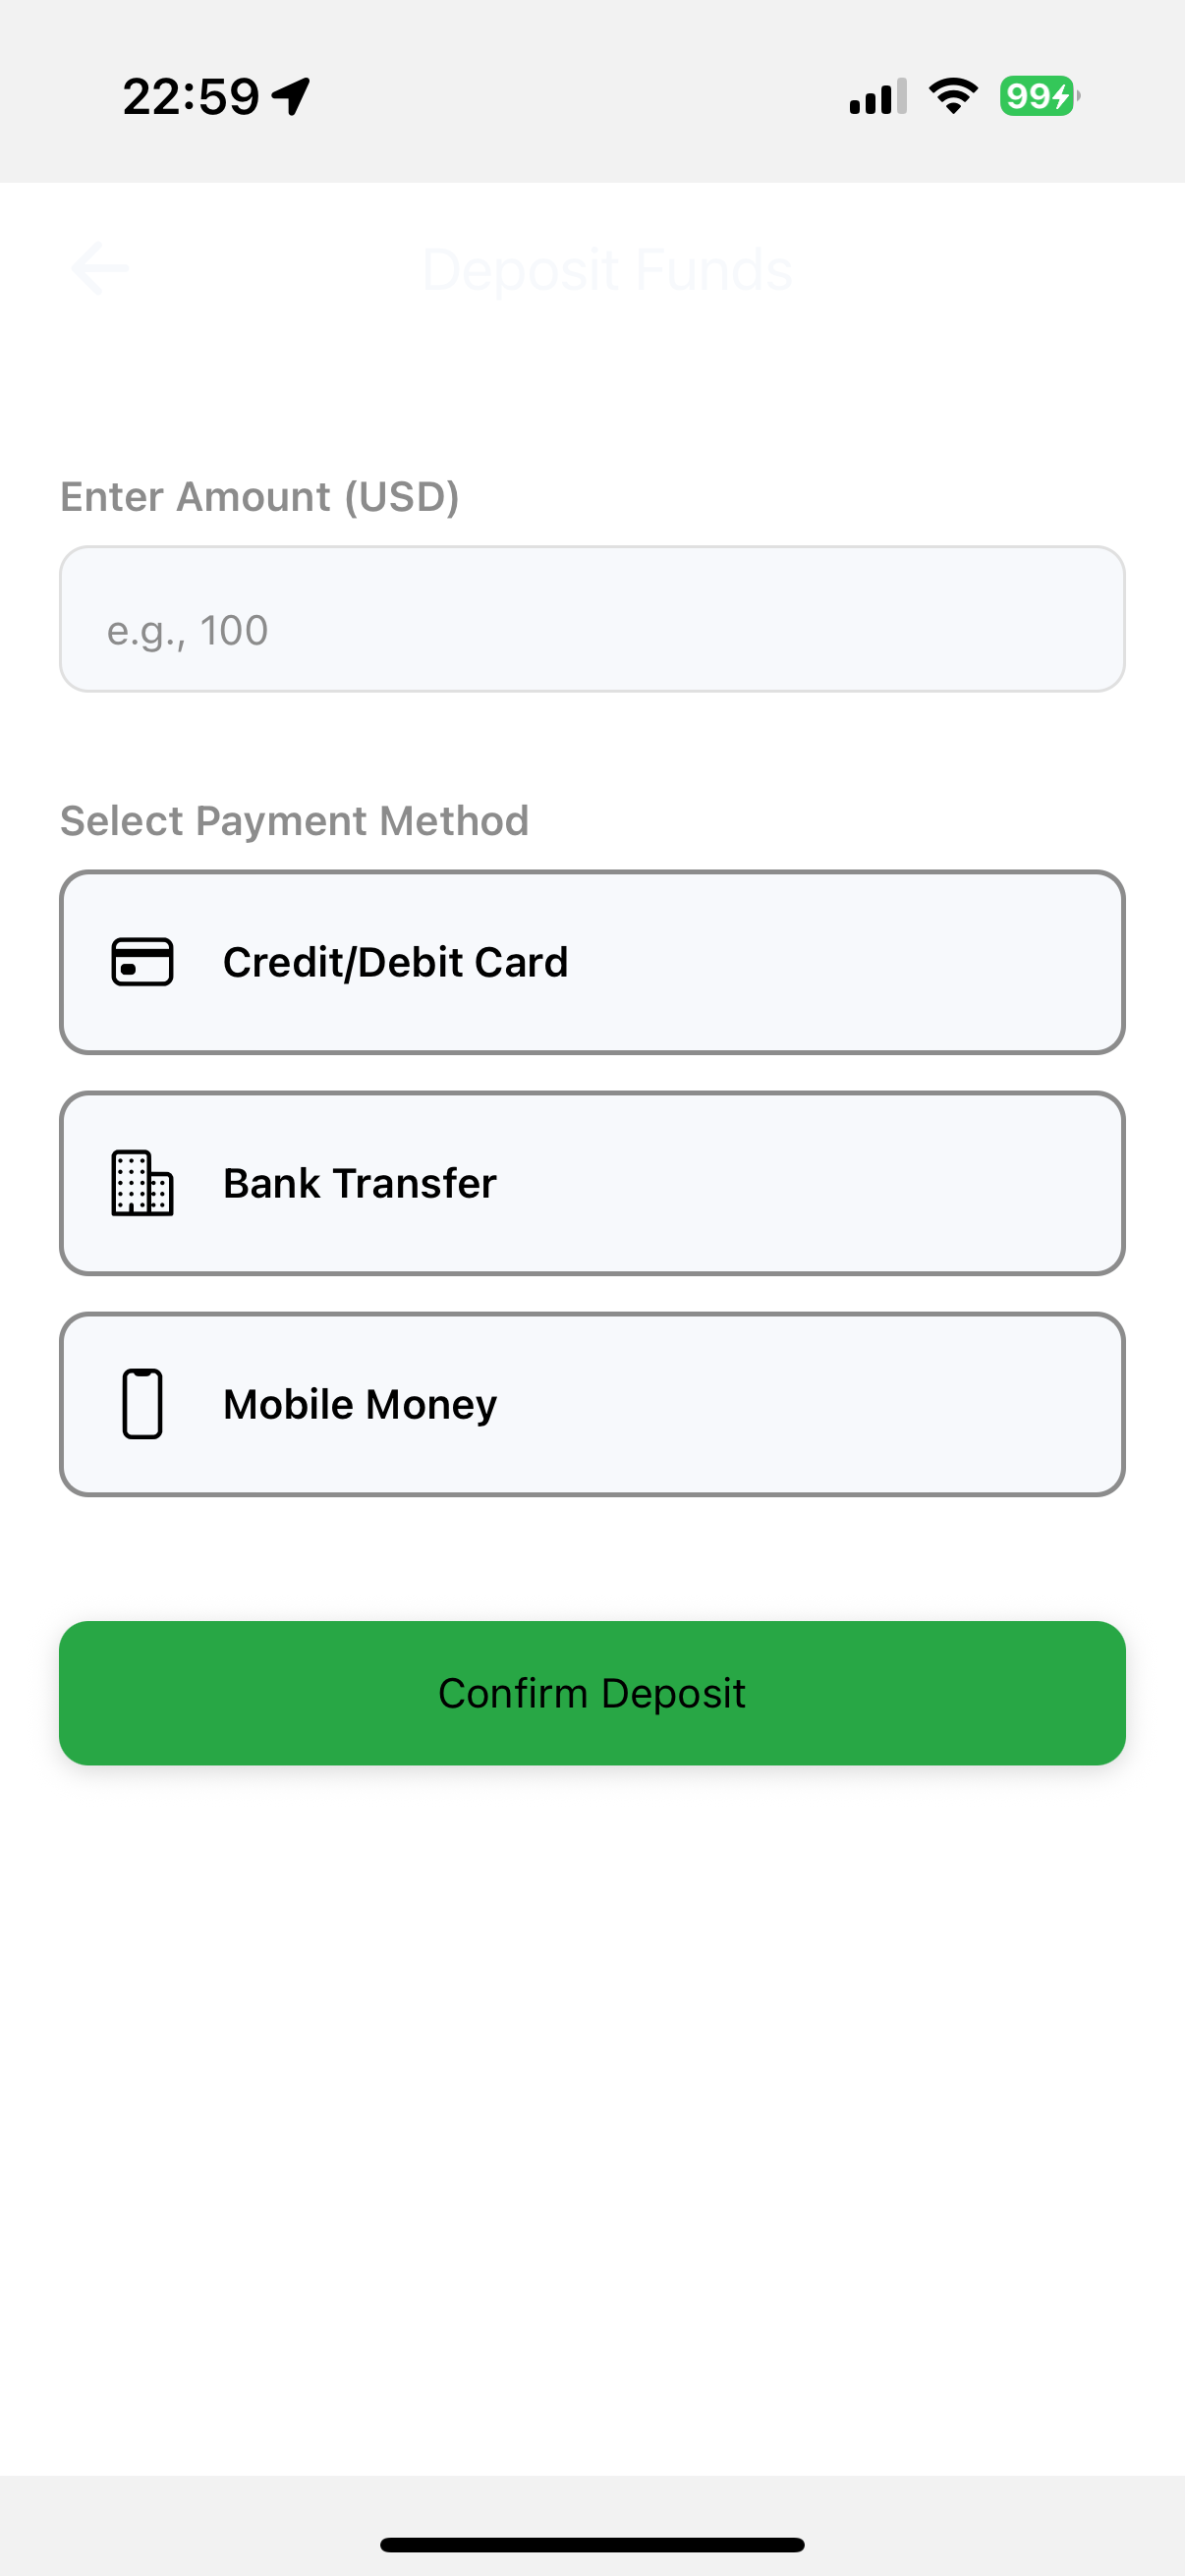 22:59
99
Deposit Funds
Enter Amount (USD)
e.g., 100
Select Payment Method
Credit/Debit Card
Bank Transfer
Mobile Money
Confirm Deposit